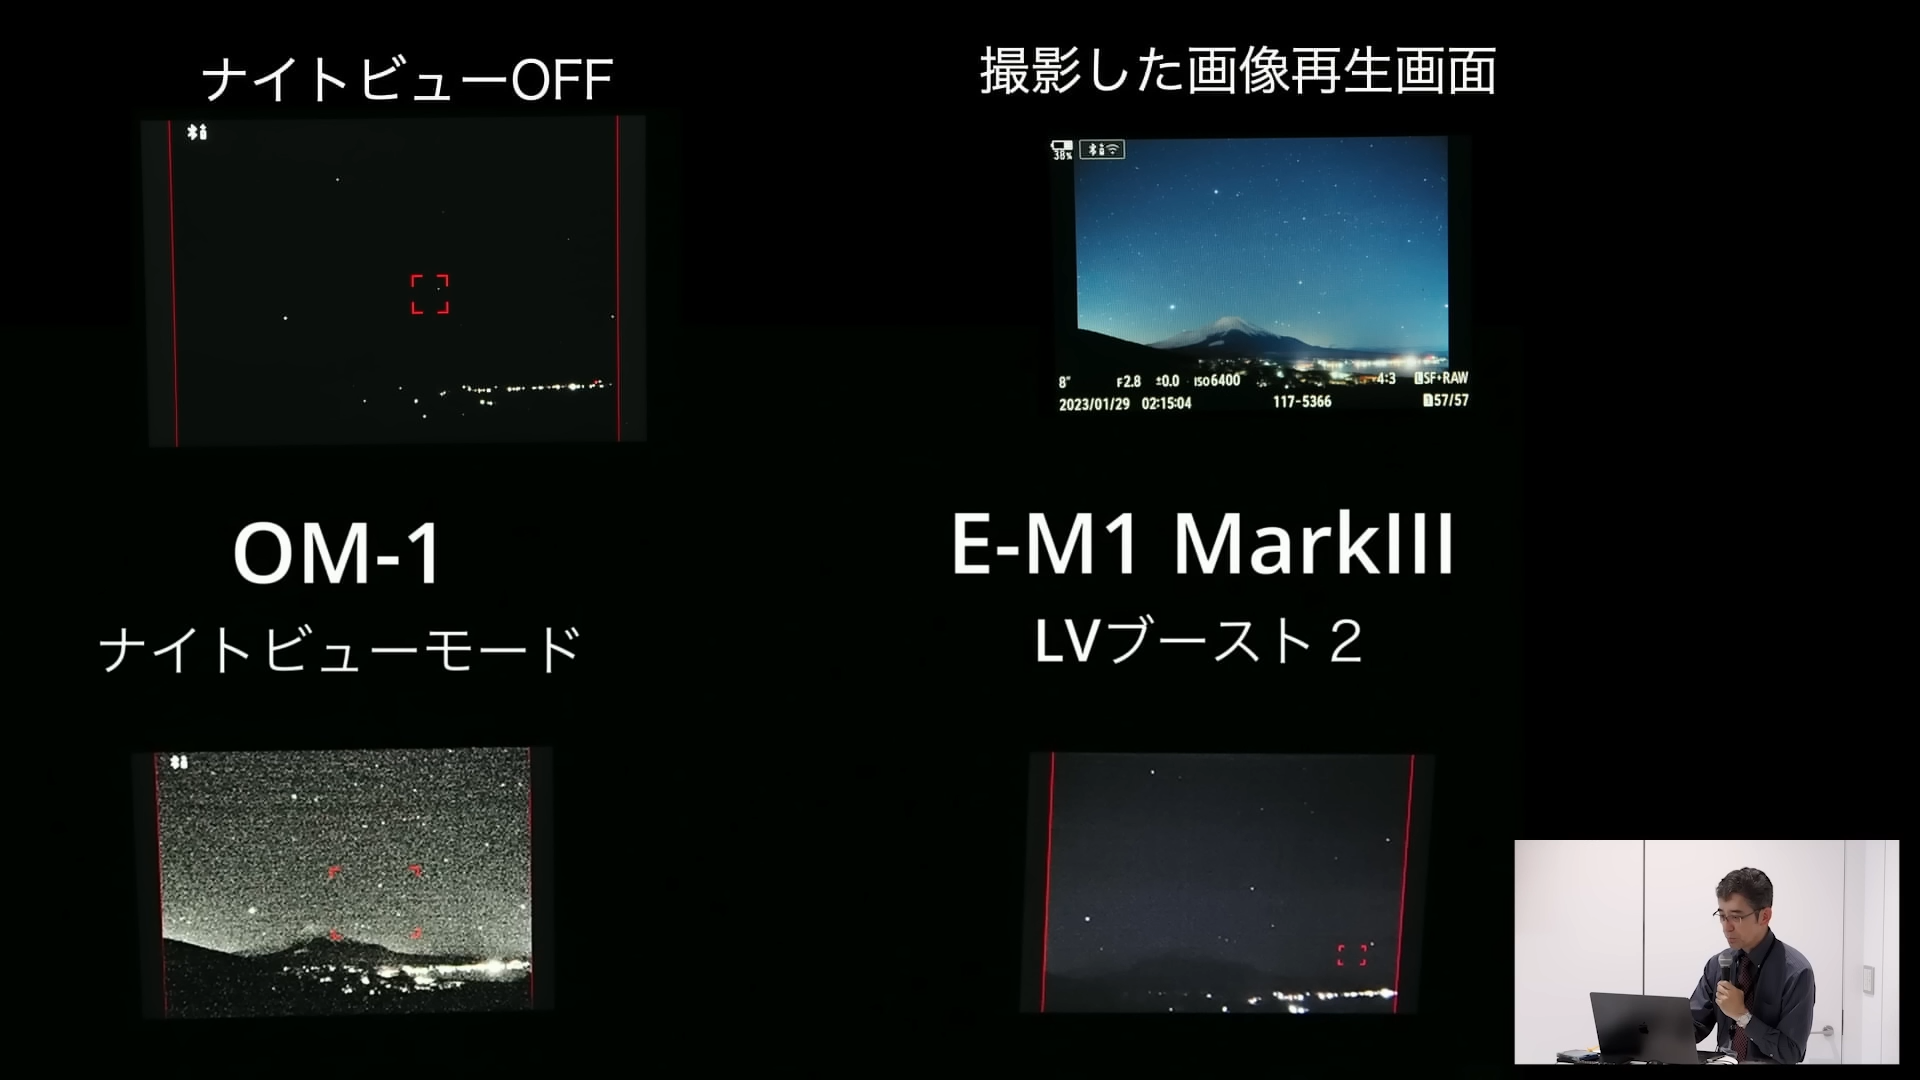 ナイトビューOFF
撮影した画像再生画面
38%
8" F2.8 ±0.0 ISO6400 4:3 LSF+RAW
2023/01/29 02:15:04 117-5366 1 57/57
OM-1
E-M1 MarkIII
ナイトビューモード
LVブースト２